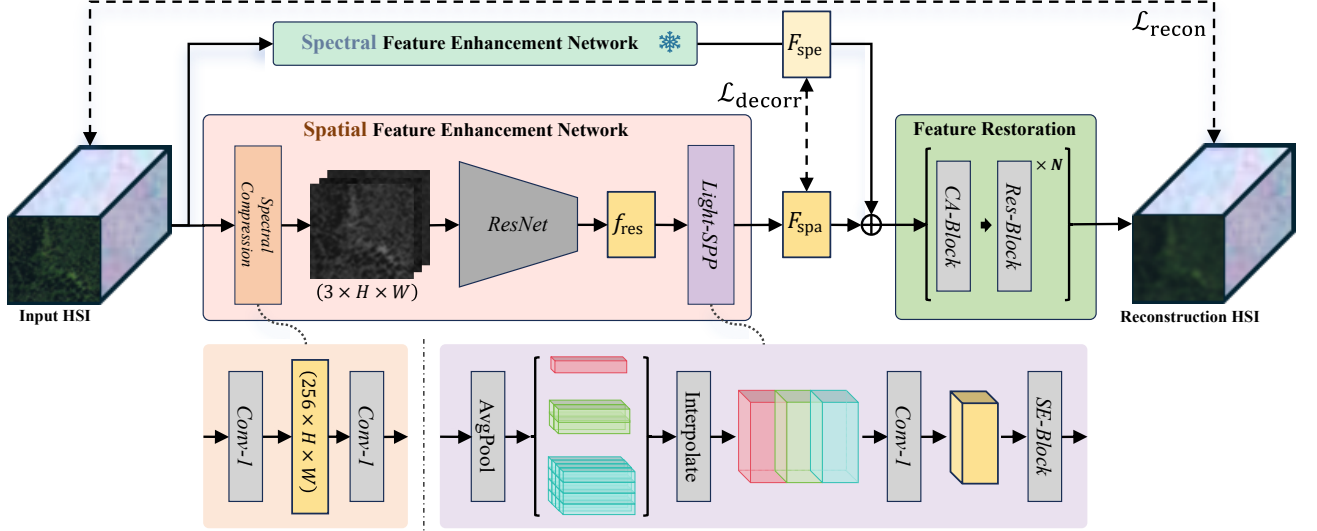 ℒrecon
Spectral Feature Enhancement Network
Fspe
ℒdecorr
Spatial Feature Enhancement Network
Feature Restoration
Spectral
Compression
(3 × H × W)
ResNet
fres
Light-SPP
Fspa
CA-Block
Res-Block
× N
Input HSI
Reconstruction HSI
Conv-1
(256 × H × W)
Conv-1
AvgPool
Interpolate
Conv-1
SE-Block